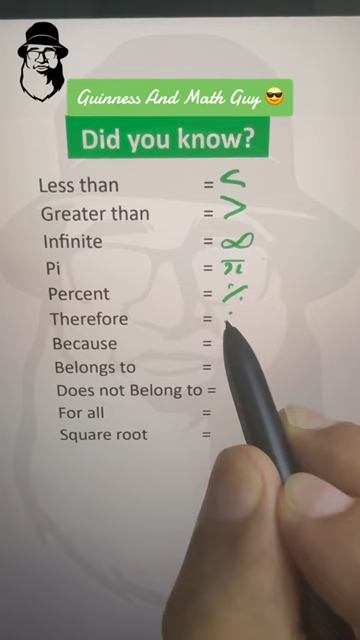 Guinness And Math Guy 😎
Did you know?
Less than = <
Greater than = >
Infinite = ∞
Pi = π
Percent = %
Therefore =
Because =
Belongs to =
Does not Belong to =
For all =
Square root =